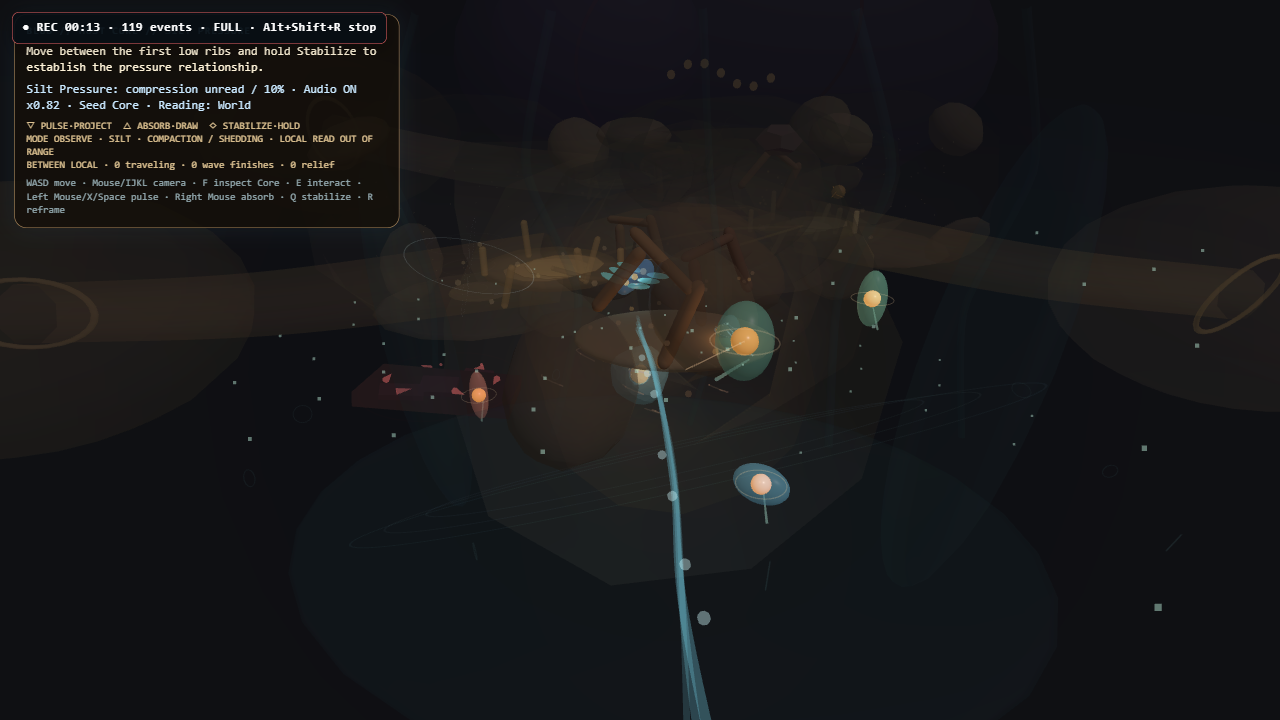 ● REC 00:13 · 119 events · FULL · Alt+Shift+R stop
Move between the first low ribs and hold Stabilize to
establish the pressure relationship.
Silt Pressure: compression unread / 10% · Audio ON
x0.82 · Seed Core · Reading: World
▽ PULSE·PROJECT △ ABSORB·DRAW ◇ STABILIZE·HOLD
MODE OBSERVE · SILT · COMPACTION / SHEDDING · LOCAL READ OUT OF
RANGE
BETWEEN LOCAL · 0 traveling · 0 wave finishes · 0 relief
WASD move · Mouse/IJKL camera · F inspect Core · E interact ·
Left Mouse/X/Space pulse · Right Mouse absorb · Q stabilize · R
reframe